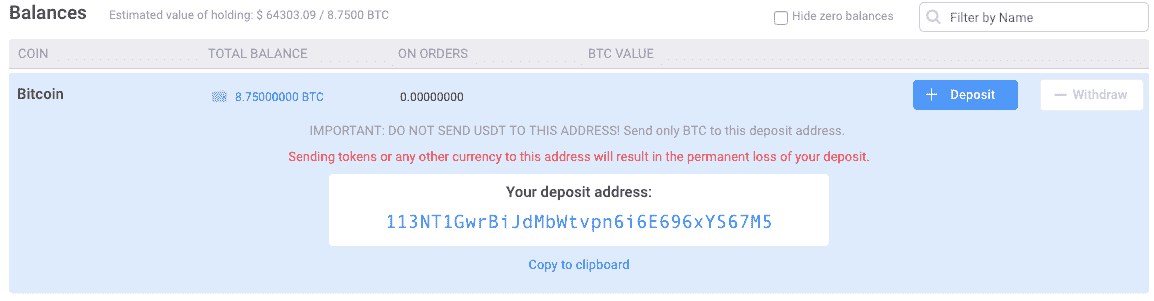 Balances Estimated value of holding: $ 64303.09 / 8.7500 BTC Hide zero balances Filter by Name
COIN TOTAL BALANCE ON ORDERS BTC VALUE
Bitcoin 8.75000000 BTC 0.00000000 + Deposit — Withdraw
IMPORTANT: DO NOT SEND USDT TO THIS ADDRESS! Send only BTC to this deposit address.
Sending tokens or any other currency to this address will result in the permanent loss of your deposit.
Your deposit address:
113NT1GwrBiJdMbWtvpn6i6E696xYS67M5
Copy to clipboard